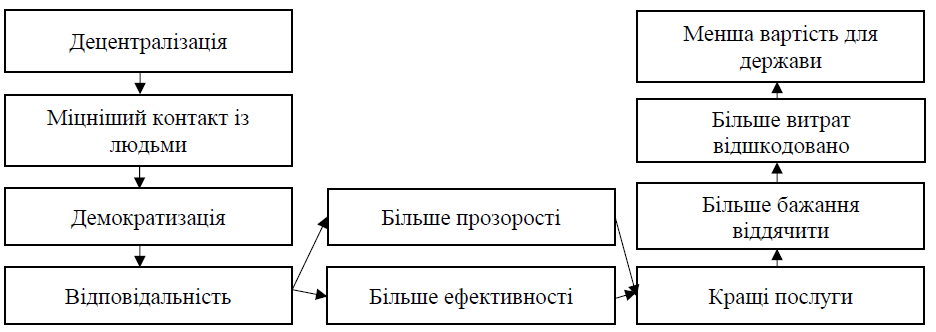 Децентралізація
Міцніший контакт із
людьми
Демократизація
Відповідальність
Більше прозорості
Більше ефективності
Кращі послуги
Більше бажання
віддячити
Більше витрат
відшкодовано
Менша вартість для
держави